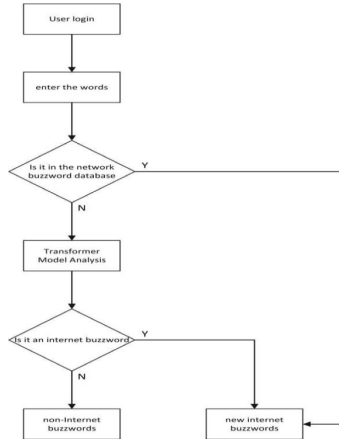 User login
enter the words
Is it in the network
buzzword database
Y
N
Transformer
Model Analysis
Is it an internet buzzword
Y
N
non-Internet
buzzwords
new internet
buzzwords